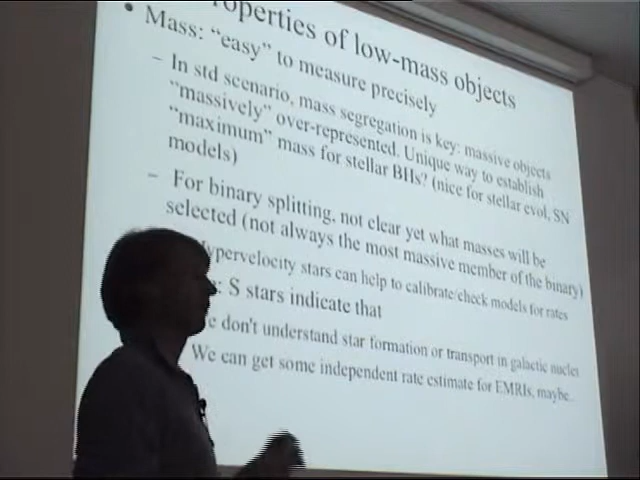 roperties of low-mass objects
• Mass: “easy” to measure precisely
– In std scenario, mass segregation is key: massive objects
“massively” over-represented. Unique way to establish
“maximum” mass for stellar BHs? (nice for stellar evol, SN
models)
– For binary splitting, not clear yet what masses will be
selected (not always the most massive member of the binary)
Hypervelocity stars can help to calibrate/check models for rates
: S stars indicate that
e don't understand star formation or transport in galactic nuclei
We can get some independent rate estimate for EMRIs, maybe..